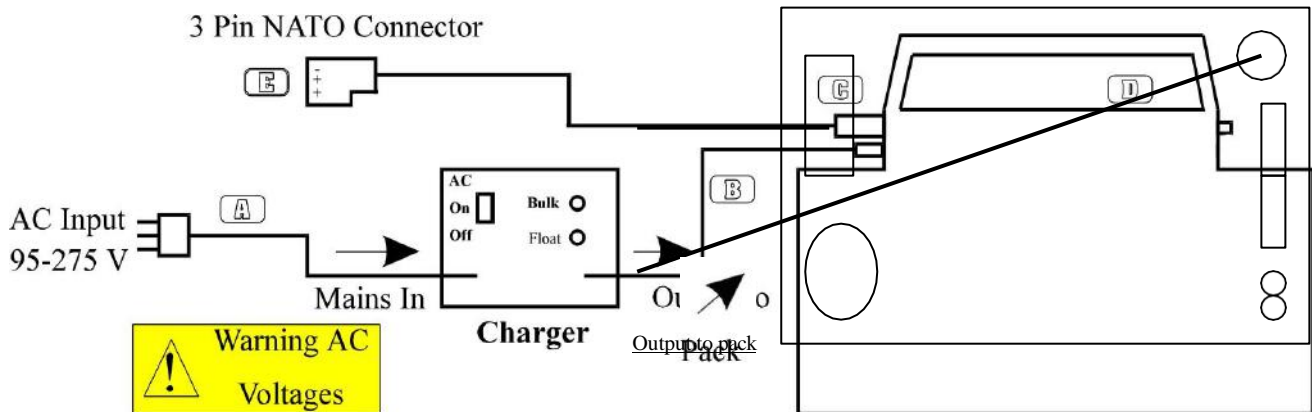 3 Pin NATO Connector
E
C
D
B
A
AC
On
Off
Bulk
Float
AC Input
95-275 V
Mains In
Charger
Output to pack
Pack
Warning AC
Voltages